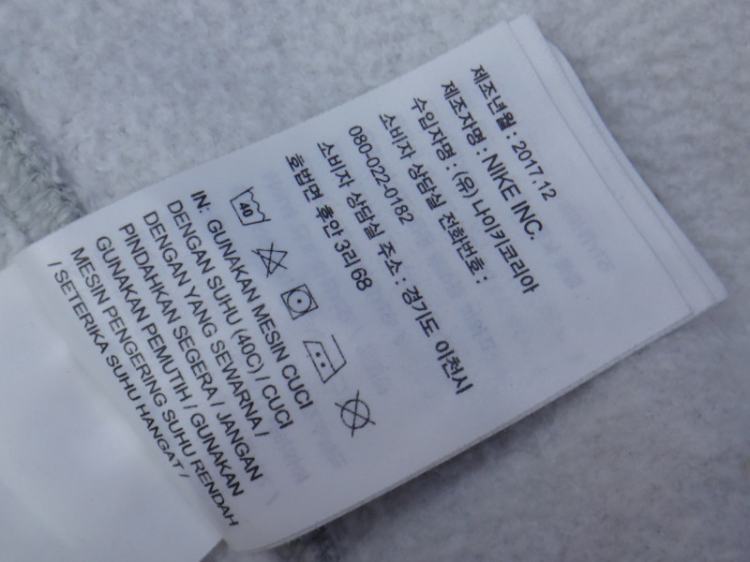 제조년월 : 2017.12
제조자명 : NIKE INC.
수입자명 : (유) 나이키코리아
소비자 상담실 전화번호 :
080-022-0182
소비자 상담실 주소 : 경기도 이천시
호법면 후안 3리 68
40
IN: GUNAKAN MESIN CUCI
DENGAN SUHU (40C) / CUCI
DENGAN YANG SEWARNA /
PINDAHKAN SEGERA / JANGAN
GUNAKAN PEMUTIH / GUNAKAN
MESIN PENGERING SUHU RENDAH
/ SETERIKA SUHU HANGAT /